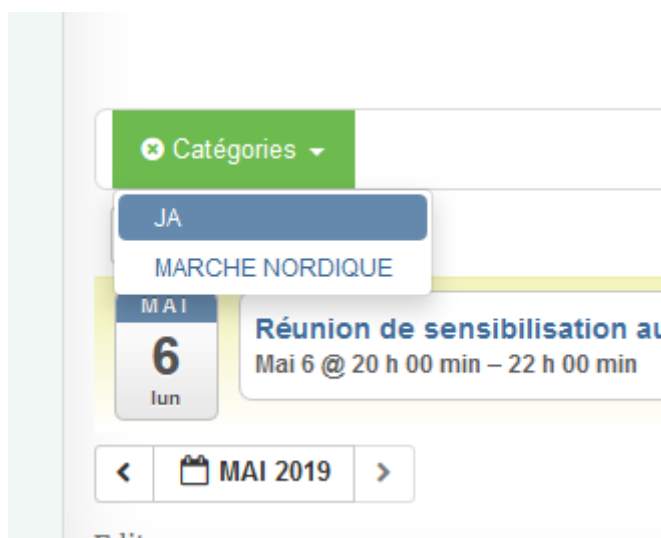 Catégories
JA
MARCHE NORDIQUE
MAI
6
lun
Réunion de sensibilisation au
Mai 6 @ 20 h 00 min – 22 h 00 min
MAI 2019